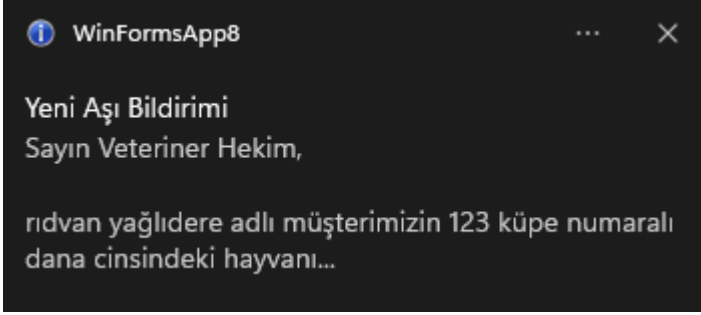 WinFormsApp8
Yeni Aşı Bildirimi
Sayın Veteriner Hekim,
rıdvan yağlıdere adlı müşterimizin 123 küpe numaralı
dana cinsindeki hayvanı...